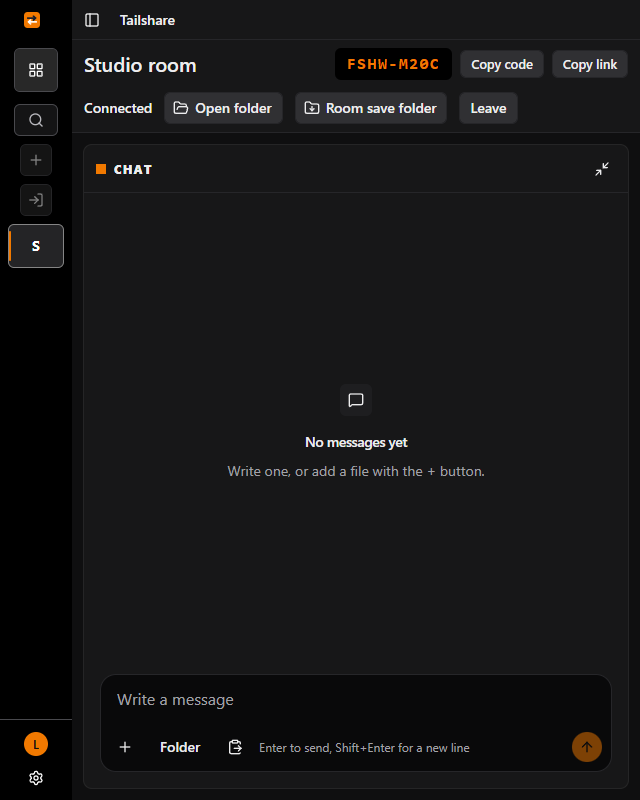 Tailshare
Studio room
FSHW-M20C
Copy code
Copy link
Connected
Open folder
Room save folder
Leave
S
CHAT
No messages yet
Write one, or add a file with the + button.
Write a message
Folder
Enter to send, Shift+Enter for a new line
L